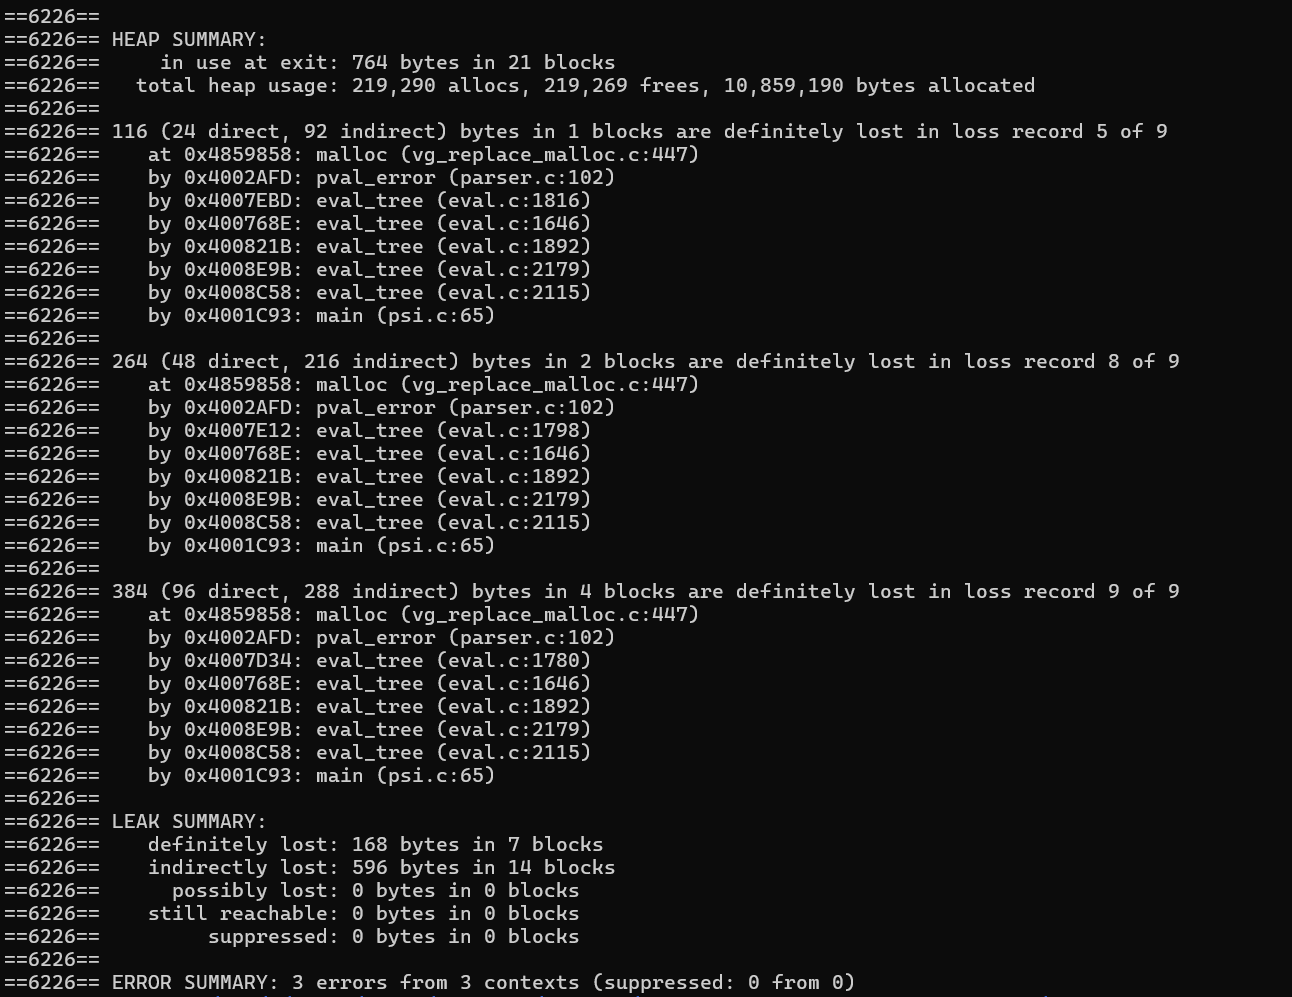 ==6226==
==6226== HEAP SUMMARY:
==6226==     in use at exit: 764 bytes in 21 blocks
==6226==   total heap usage: 219,290 allocs, 219,269 frees, 10,859,190 bytes allocated
==6226==
==6226== 116 (24 direct, 92 indirect) bytes in 1 blocks are definitely lost in loss record 5 of 9
==6226==    at 0x4859858: malloc (vg_replace_malloc.c:447)
==6226==    by 0x4002AFD: pval_error (parser.c:102)
==6226==    by 0x4007EBD: eval_tree (eval.c:1816)
==6226==    by 0x400768E: eval_tree (eval.c:1646)
==6226==    by 0x400821B: eval_tree (eval.c:1892)
==6226==    by 0x4008E9B: eval_tree (eval.c:2179)
==6226==    by 0x4008C58: eval_tree (eval.c:2115)
==6226==    by 0x4001C93: main (psi.c:65)
==6226==
==6226== 264 (48 direct, 216 indirect) bytes in 2 blocks are definitely lost in loss record 8 of 9
==6226==    at 0x4859858: malloc (vg_replace_malloc.c:447)
==6226==    by 0x4002AFD: pval_error (parser.c:102)
==6226==    by 0x4007E12: eval_tree (eval.c:1798)
==6226==    by 0x400768E: eval_tree (eval.c:1646)
==6226==    by 0x400821B: eval_tree (eval.c:1892)
==6226==    by 0x4008E9B: eval_tree (eval.c:2179)
==6226==    by 0x4008C58: eval_tree (eval.c:2115)
==6226==    by 0x4001C93: main (psi.c:65)
==6226==
==6226== 384 (96 direct, 288 indirect) bytes in 4 blocks are definitely lost in loss record 9 of 9
==6226==    at 0x4859858: malloc (vg_replace_malloc.c:447)
==6226==    by 0x4002AFD: pval_error (parser.c:102)
==6226==    by 0x4007D34: eval_tree (eval.c:1780)
==6226==    by 0x400768E: eval_tree (eval.c:1646)
==6226==    by 0x400821B: eval_tree (eval.c:1892)
==6226==    by 0x4008E9B: eval_tree (eval.c:2179)
==6226==    by 0x4008C58: eval_tree (eval.c:2115)
==6226==    by 0x4001C93: main (psi.c:65)
==6226==
==6226== LEAK SUMMARY:
==6226==    definitely lost: 168 bytes in 7 blocks
==6226==    indirectly lost: 596 bytes in 14 blocks
==6226==      possibly lost: 0 bytes in 0 blocks
==6226==    still reachable: 0 bytes in 0 blocks
==6226==         suppressed: 0 bytes in 0 blocks
==6226==
==6226== ERROR SUMMARY: 3 errors from 3 contexts (suppressed: 0 from 0)